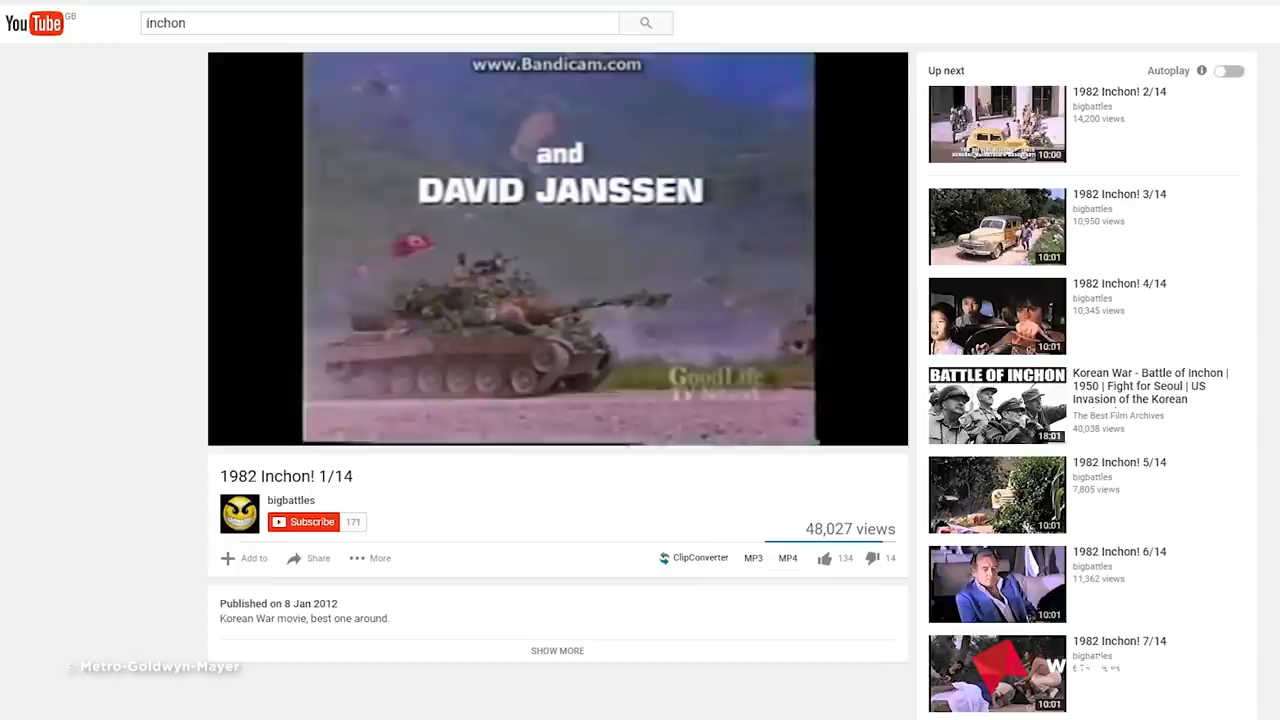 YouTube GB
inchon
www.Bandicam.com
and
DAVID JANSSEN
GoodLife
TV Network
1982 Inchon! 1/14
bigbattles
Subscribe 171
48,027 views
Add to Share More
ClipConverter MP3 MP4 134 14
Published on 8 Jan 2012
Korean War movie, best one around.
SHOW MORE
© Metro-Goldwyn-Mayer
Up next Autoplay
1982 Inchon! 2/14
bigbattles
14,200 views
10:00
1982 Inchon! 3/14
bigbattles
10,950 views
10:01
1982 Inchon! 4/14
bigbattles
10,345 views
10:01
BATTLE OF INCHON
Korean War - Battle of Inchon |
1950 | Fight for Seoul | US
Invasion of the Korean
The Best Film Archives
40,038 views
18:01
1982 Inchon! 5/14
bigbattles
7,805 views
10:01
1982 Inchon! 6/14
bigbattles
11,362 views
10:01
1982 Inchon! 7/14
bigbattles
10:01
W